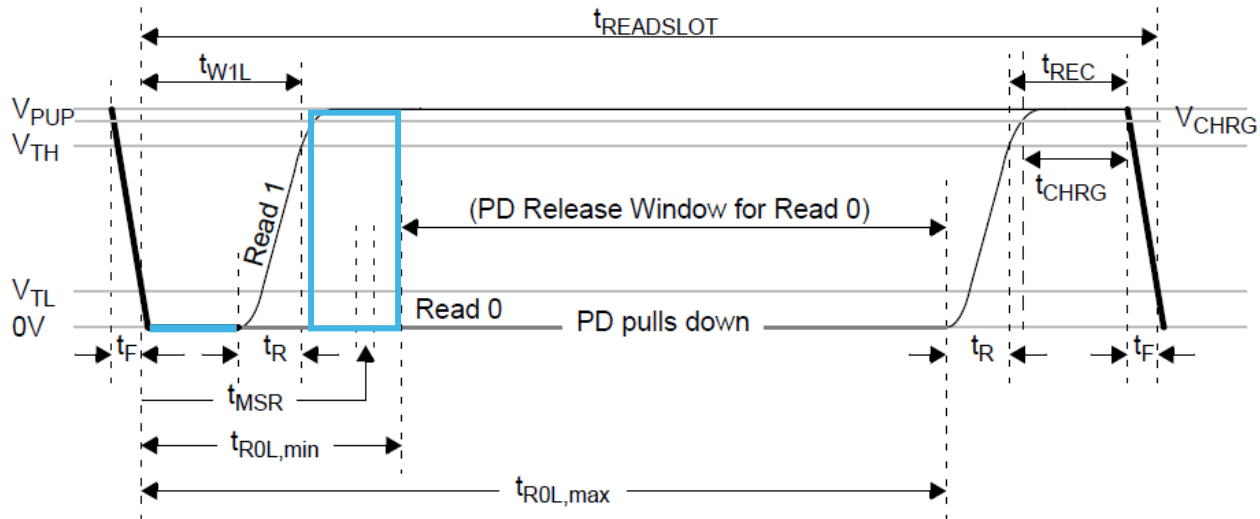 tREADSLOT
tW1L
tREC
VPUP
VCHRG
VTH
tCHRG
Read 1
(PD Release Window for Read 0)
VTL
Read 0
0V
PD pulls down
tF
tR
tR
tF
tMSR
tR0L,min
tR0L,max